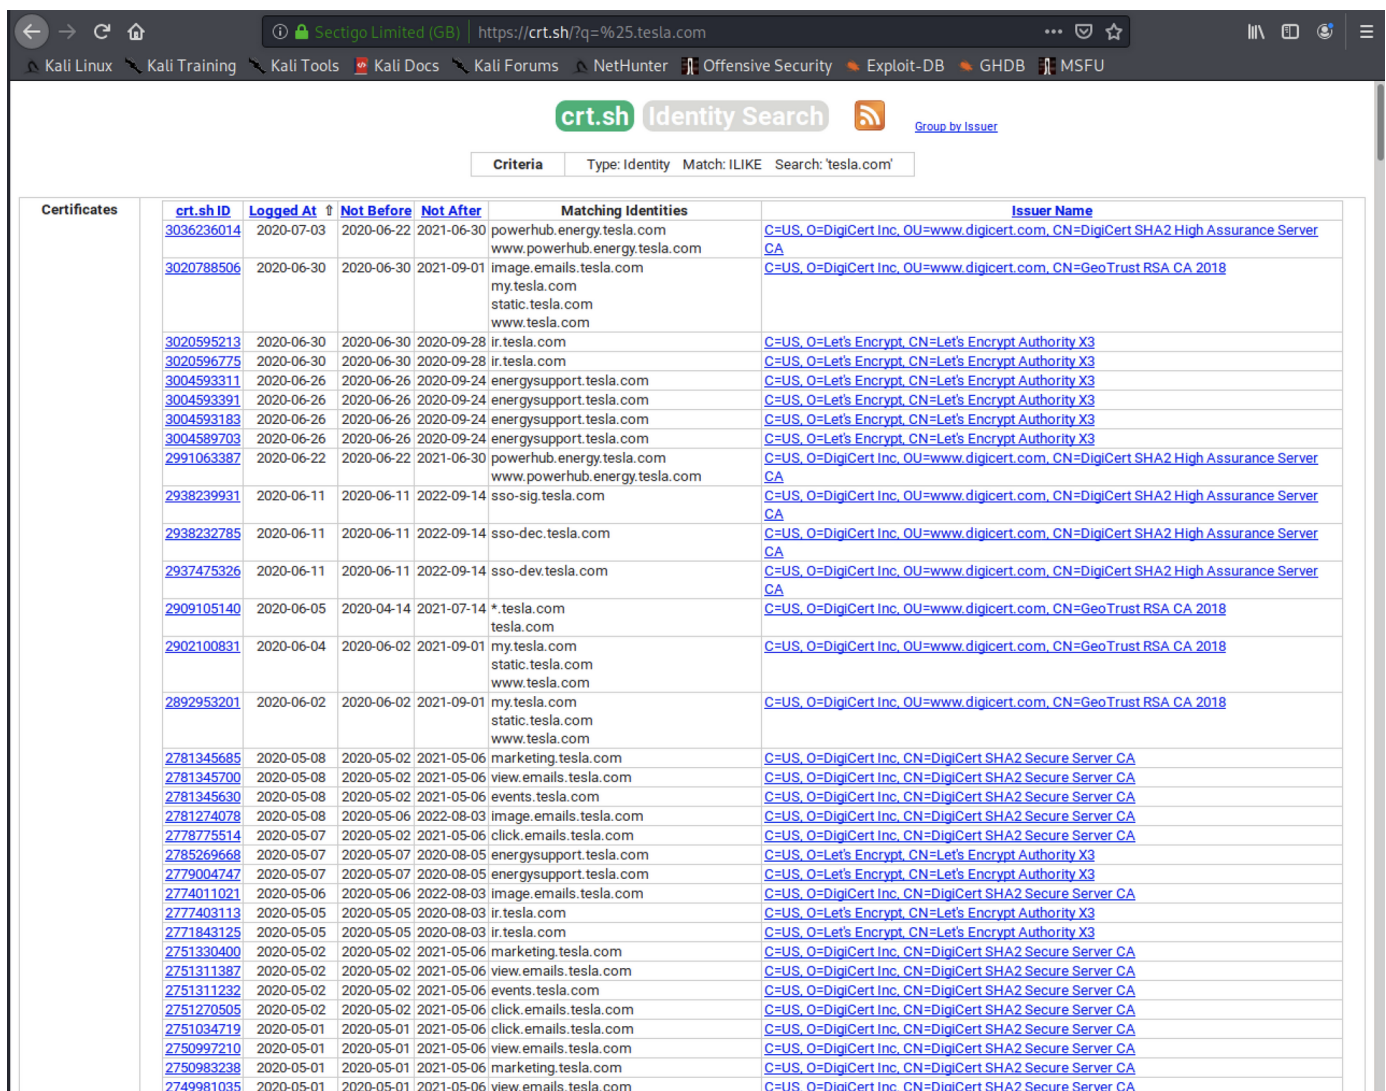 Sectigo Limited (GB) https://crt.sh/?q=%25.tesla.com
Kali Linux Kali Training Kali Tools Kali Docs Kali Forums NetHunter Offensive Security Exploit-DB GHDB MSFU
crt.sh Identity Search Group by Issuer
Criteria Type: Identity Match: ILIKE Search: 'tesla.com'
Certificates crt.sh ID Logged At ⇧ Not Before Not After Matching Identities Issuer Name
3036236014 2020-07-03 2020-06-22 2021-06-30 powerhub.energy.tesla.com C=US, O=DigiCert Inc, OU=www.digicert.com, CN=DigiCert SHA2 High Assurance Server
www.powerhub.energy.tesla.com CA
3020788506 2020-06-30 2020-06-30 2021-09-01 image.emails.tesla.com C=US, O=DigiCert Inc, OU=www.digicert.com, CN=GeoTrust RSA CA 2018
my.tesla.com
static.tesla.com
www.tesla.com
3020595213 2020-06-30 2020-06-30 2020-09-28 ir.tesla.com C=US, O=Let's Encrypt, CN=Let's Encrypt Authority X3
3020596775 2020-06-30 2020-06-30 2020-09-28 ir.tesla.com C=US, O=Let's Encrypt, CN=Let's Encrypt Authority X3
3004593311 2020-06-26 2020-06-26 2020-09-24 energysupport.tesla.com C=US, O=Let's Encrypt, CN=Let's Encrypt Authority X3
3004593391 2020-06-26 2020-06-26 2020-09-24 energysupport.tesla.com C=US, O=Let's Encrypt, CN=Let's Encrypt Authority X3
3004593183 2020-06-26 2020-06-26 2020-09-24 energysupport.tesla.com C=US, O=Let's Encrypt, CN=Let's Encrypt Authority X3
3004589703 2020-06-26 2020-06-26 2020-09-24 energysupport.tesla.com C=US, O=Let's Encrypt, CN=Let's Encrypt Authority X3
2991063387 2020-06-22 2020-06-22 2021-06-30 powerhub.energy.tesla.com C=US, O=DigiCert Inc, OU=www.digicert.com, CN=DigiCert SHA2 High Assurance Server
www.powerhub.energy.tesla.com CA
2938239931 2020-06-11 2020-06-11 2022-09-14 sso-sig.tesla.com C=US, O=DigiCert Inc, OU=www.digicert.com, CN=DigiCert SHA2 High Assurance Server
CA
2938232785 2020-06-11 2020-06-11 2022-09-14 sso-dec.tesla.com C=US, O=DigiCert Inc, OU=www.digicert.com, CN=DigiCert SHA2 High Assurance Server
CA
2937475326 2020-06-11 2020-06-11 2022-09-14 sso-dev.tesla.com C=US, O=DigiCert Inc, OU=www.digicert.com, CN=DigiCert SHA2 High Assurance Server
CA
2909105140 2020-06-05 2020-04-14 2021-07-14 *.tesla.com C=US, O=DigiCert Inc, OU=www.digicert.com, CN=GeoTrust RSA CA 2018
tesla.com
2902100831 2020-06-04 2020-06-02 2021-09-01 my.tesla.com C=US, O=DigiCert Inc, OU=www.digicert.com, CN=GeoTrust RSA CA 2018
static.tesla.com
www.tesla.com
2892953201 2020-06-02 2020-06-02 2021-09-01 my.tesla.com C=US, O=DigiCert Inc, OU=www.digicert.com, CN=GeoTrust RSA CA 2018
static.tesla.com
www.tesla.com
2781345685 2020-05-08 2020-05-02 2021-05-06 marketing.tesla.com C=US, O=DigiCert Inc, CN=DigiCert SHA2 Secure Server CA
2781345700 2020-05-08 2020-05-02 2021-05-06 view.emails.tesla.com C=US, O=DigiCert Inc, CN=DigiCert SHA2 Secure Server CA
2781345630 2020-05-08 2020-05-02 2021-05-06 events.tesla.com C=US, O=DigiCert Inc, CN=DigiCert SHA2 Secure Server CA
2781274078 2020-05-08 2020-05-06 2022-08-03 image.emails.tesla.com C=US, O=DigiCert Inc, CN=DigiCert SHA2 Secure Server CA
2778775514 2020-05-07 2020-05-02 2021-05-06 click.emails.tesla.com C=US, O=DigiCert Inc, CN=DigiCert SHA2 Secure Server CA
2785269668 2020-05-07 2020-05-07 2020-08-05 energysupport.tesla.com C=US, O=Let's Encrypt, CN=Let's Encrypt Authority X3
2779004747 2020-05-07 2020-05-07 2020-08-05 energysupport.tesla.com C=US, O=Let's Encrypt, CN=Let's Encrypt Authority X3
2774011021 2020-05-06 2020-05-06 2022-08-03 image.emails.tesla.com C=US, O=DigiCert Inc, CN=DigiCert SHA2 Secure Server CA
2777403113 2020-05-05 2020-05-05 2020-08-03 ir.tesla.com C=US, O=Let's Encrypt, CN=Let's Encrypt Authority X3
2771843125 2020-05-05 2020-05-05 2020-08-03 ir.tesla.com C=US, O=Let's Encrypt, CN=Let's Encrypt Authority X3
2751330400 2020-05-02 2020-05-02 2021-05-06 marketing.tesla.com C=US, O=DigiCert Inc, CN=DigiCert SHA2 Secure Server CA
2751311387 2020-05-02 2020-05-02 2021-05-06 view.emails.tesla.com C=US, O=DigiCert Inc, CN=DigiCert SHA2 Secure Server CA
2751311232 2020-05-02 2020-05-02 2021-05-06 events.tesla.com C=US, O=DigiCert Inc, CN=DigiCert SHA2 Secure Server CA
2751270505 2020-05-02 2020-05-02 2021-05-06 click.emails.tesla.com C=US, O=DigiCert Inc, CN=DigiCert SHA2 Secure Server CA
2751034719 2020-05-01 2020-05-01 2021-05-06 click.emails.tesla.com C=US, O=DigiCert Inc, CN=DigiCert SHA2 Secure Server CA
2750997210 2020-05-01 2020-05-01 2021-05-06 view.emails.tesla.com C=US, O=DigiCert Inc, CN=DigiCert SHA2 Secure Server CA
2750983238 2020-05-01 2020-05-01 2021-05-06 marketing.tesla.com C=US, O=DigiCert Inc, CN=DigiCert SHA2 Secure Server CA
2749981035 2020-05-01 2020-05-01 2021-05-06 view.emails.tesla.com C=US, O=DigiCert Inc, CN=DigiCert SHA2 Secure Server CA